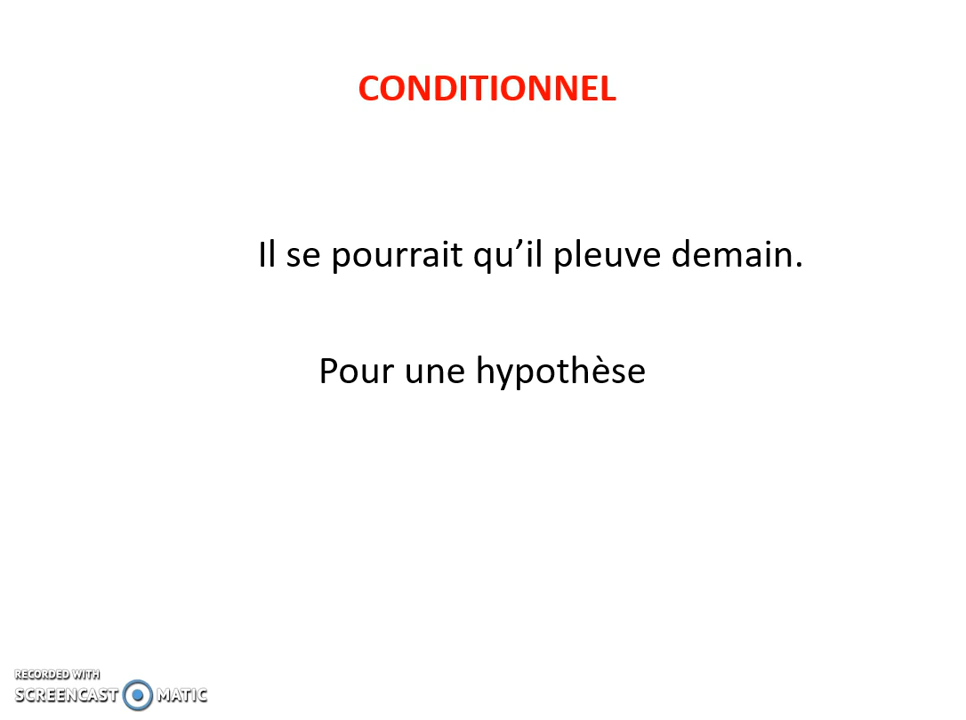 CONDITIONNEL
Il se pourrait qu’il pleuve demain.
Pour une hypothèse
RECORDED WITH
SCREENCAST MATIC